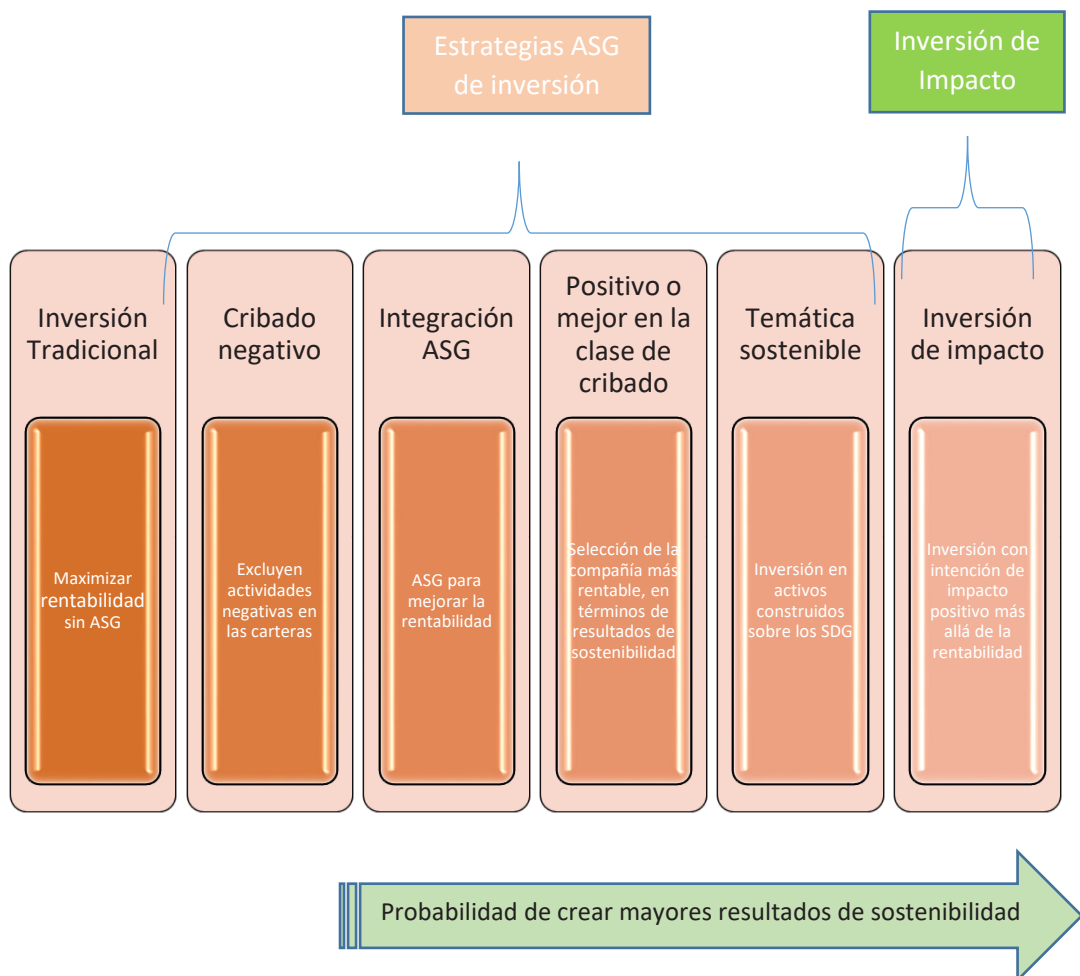 Estrategias ASG
de inversión
Inversión de
Impacto
Inversión
Tradicional
Maximizar
rentabilidad
sin ASG
Cribado
negativo
Excluyen
actividades
negativas en
las carteras
Integración
ASG
ASG para
mejorar la
rentabilidad
Positivo o
mejor en la
clase de
cribado
Selección de la
compañía más
rentable, en
términos de
resultados de
sostenibilidad
Temática
sostenible
Inversión en
activos
construidos
sobre los SDG
Inversión
de impacto
Inversión con
intención de
impacto
positivo más
allá de la
rentabilidad
Probabilidad de crear mayores resultados de sostenibilidad